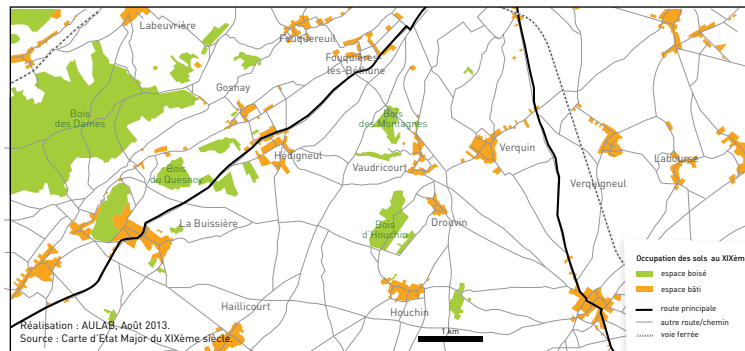 Labeuvrière
Fouquereuil
Fouquières-
lès-Béthune
Gosnay
Bois
des Dames
Bois
des Montagnes
Hédigneul
Verquin
Labourse
Vaudricourt
Bois
du Quesnoy
Verquigneul
La Buissière
Drouvin
Bois
d'Houchin
Occupation des sols au XIXèm
espace boisé
espace bâti
route principale
autre route/chemin
voie ferrée
Haillicourt
Houchin
Réalisation : AULAB, Août 2013.
Source : Carte d'Etat Major du XIXème siècle.
1 km